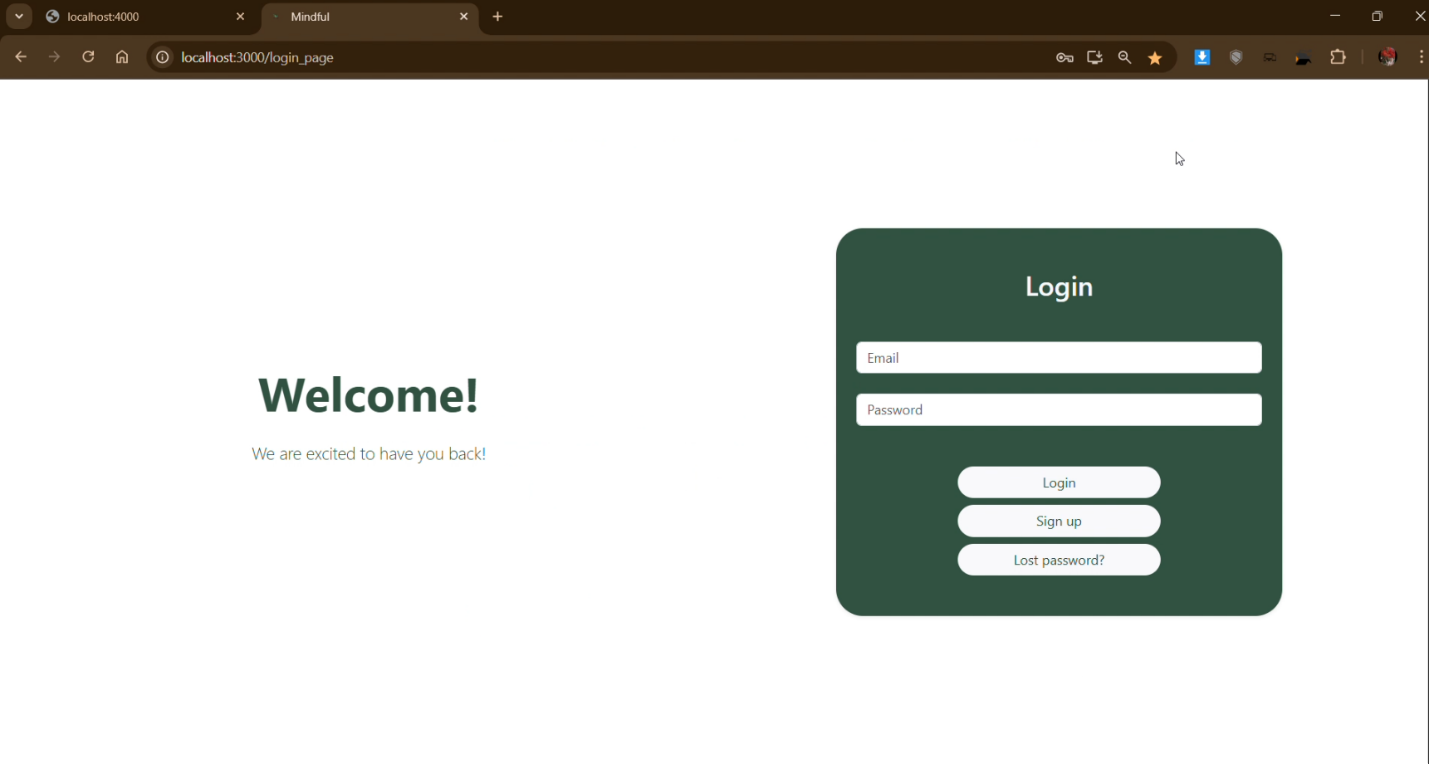 localhost:4000
Mindful
localhost:3000/login_page
Welcome!
We are excited to have you back!
Login
Email
Password
Login
Sign up
Lost password?